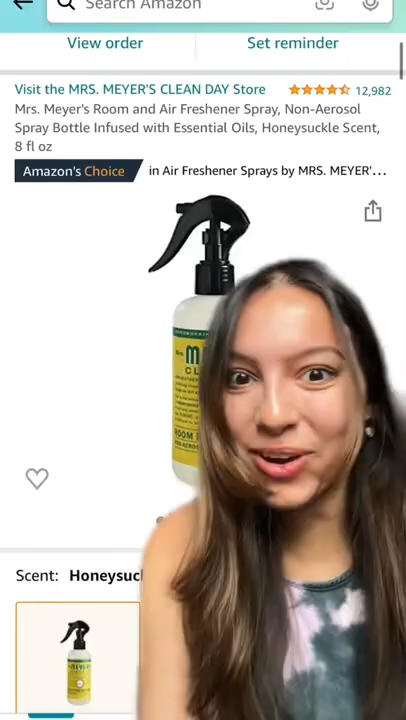 Search Amazon
View order
Set reminder
Visit the MRS. MEYER'S CLEAN DAY Store
12,982
Mrs. Meyer's Room and Air Freshener Spray, Non-Aerosol
Spray Bottle Infused with Essential Oils, Honeysuckle Scent,
8 fl oz
Amazon's Choice
in Air Freshener Sprays by MRS. MEYER'...
Scent: Honeysuc